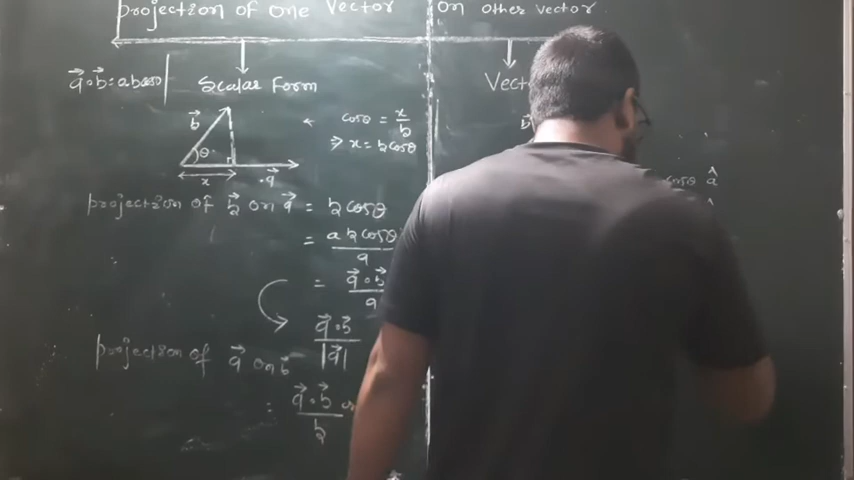 projection of one vector on other vector
a⃗·b⃗ = ab cosθ
Scalar Form
Vect
b⃗
cosθ = x/b
⇒ x = b cosθ
θ
a⃗
x
cosθ â
projection of b⃗ on a⃗ = b cosθ
= a b cosθ / a
= a⃗·b⃗ / a
a⃗·b⃗ / |a⃗|
projection of a⃗ on b⃗
= a⃗·b⃗ / b